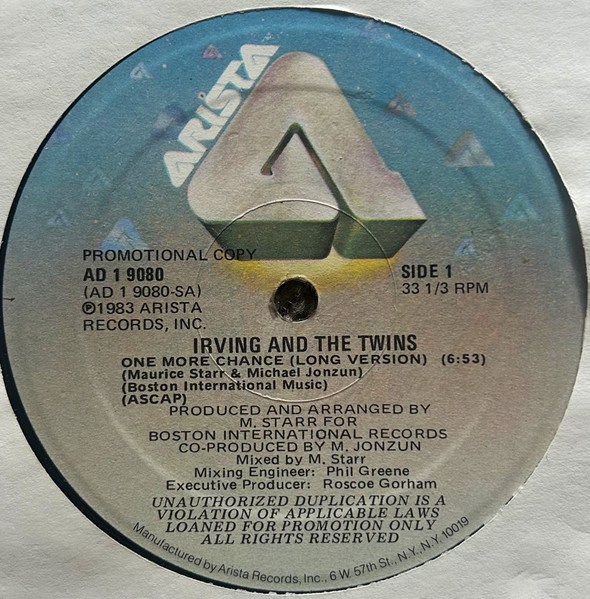 ARISTA
PROMOTIONAL COPY
AD 1 9080
(AD 1 9080-SA)
℗1983 ARISTA
RECORDS, INC.
SIDE 1
33 1/3 RPM
IRVING AND THE TWINS
ONE MORE CHANCE (LONG VERSION) (6:53)
(Maurice Starr & Michael Jonzun)
(Boston International Music)
(ASCAP)
PRODUCED AND ARRANGED BY
M. STARR FOR
BOSTON INTERNATIONAL RECORDS
CO-PRODUCED BY M. JONZUN
Mixed by M. Starr
Mixing Engineer: Phil Greene
Executive Producer: Roscoe Gorham
UNAUTHORIZED DUPLICATION IS A
VIOLATION OF APPLICABLE LAWS
LOANED FOR PROMOTION ONLY
ALL RIGHTS RESERVED
Manufactured by Arista Records, Inc., 6 W. 57th St., N.Y., N.Y. 10019